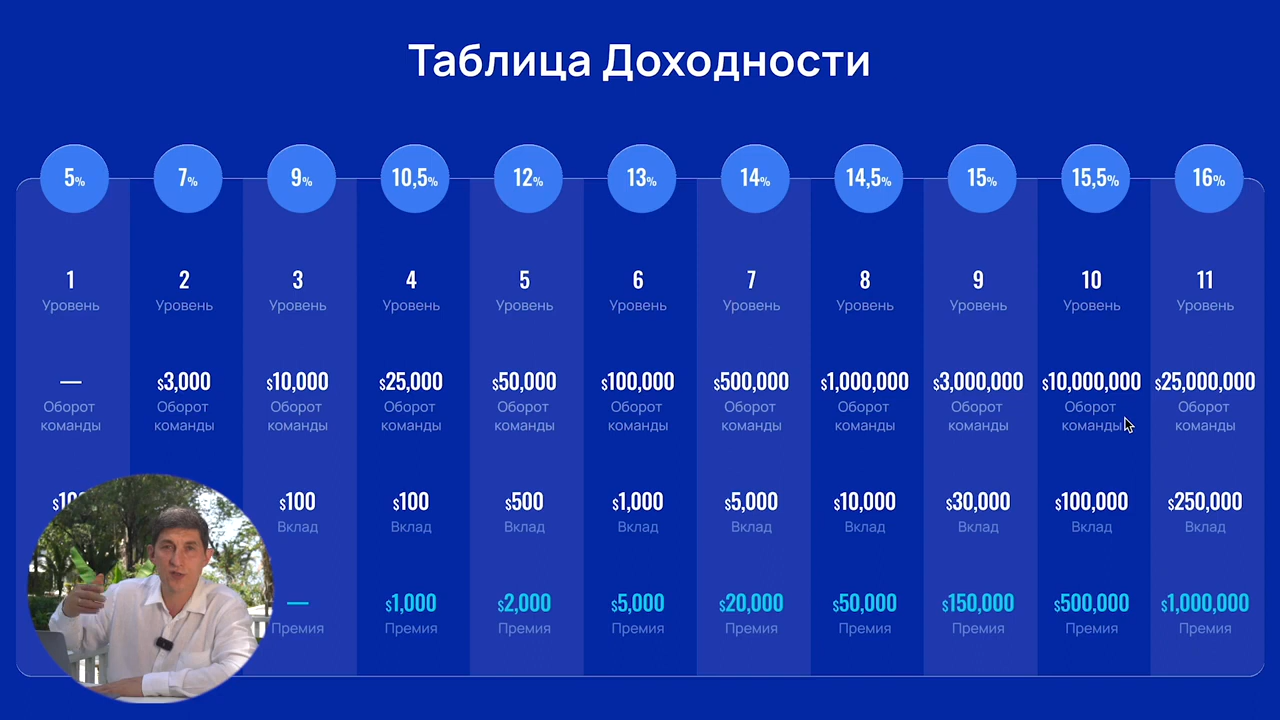 Таблица Доходности
5% 7% 9% 10,5% 12% 13% 14% 14,5% 15% 15,5% 16%
1 2 3 4 5 6 7 8 9 10 11
Уровень Уровень Уровень Уровень Уровень Уровень Уровень Уровень Уровень Уровень Уровень
— $3,000 $10,000 $25,000 $50,000 $100,000 $500,000 $1,000,000 $3,000,000 $10,000,000 $25,000,000
Оборот Оборот Оборот Оборот Оборот Оборот Оборот Оборот Оборот Оборот Оборот
команды команды команды команды команды команды команды команды команды команды команды
$100 $100 $500 $1,000 $5,000 $10,000 $30,000 $100,000 $250,000
Вклад Вклад Вклад Вклад Вклад Вклад Вклад Вклад Вклад
— $1,000 $2,000 $5,000 $20,000 $50,000 $150,000 $500,000 $1,000,000
Премия Премия Премия Премия Премия Премия Премия Премия Премия